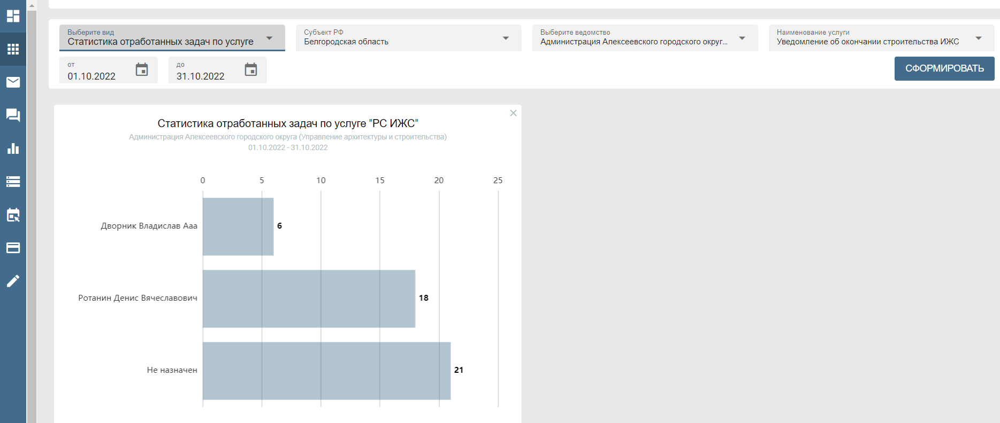 Выберите вид
Статистика отработанных задач по услуге
Субъект РФ
Белгородская область
Выберите ведомство
Администрация Алексеевского городского округ...
Наименование услуги
Уведомление об окончании строительства ИЖС
от
01.10.2022
до
31.10.2022
СФОРМИРОВАТЬ
Статистика отработанных задач по услуге "РС ИЖС"
Администрация Алексеевского городского округа (Управление архитектуры и строительства)
01.10.2022 - 31.10.2022
0 5 10 15 20 25
Дворник Владислав Ааа 6
Ротанин Денис Вячеславович 18
Не назначен 21